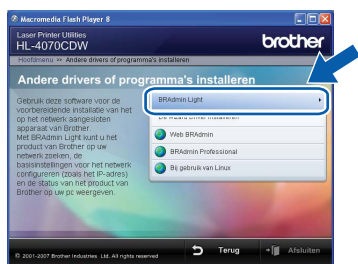 Macromedia Flash Player 8
Laser Printer Utilities
HL-4070CDW
brother
Hoofdmenu Andere drivers of programma's installeren
Andere drivers of programma's installeren
Gebruik deze software voor de
voorbereidende installatie van het
op het netwerk aangesloten
apparaat van Brother.
Met BRAdmin Light kunt u het
product van Brother op uw
netwerk zoeken, de
basisinstellingen voor het netwerk
configureren (zoals het IP-adres)
en de status van het product van
Brother op uw pc weergeven.
BRAdmin Light
De Wizard Driver installeren
Web BRAdmin
BRAdmin Professional
Bij gebruik van Linux
© 2001-2007 Brother Industries Ltd. All rights reserved
Terug
Afsluiten